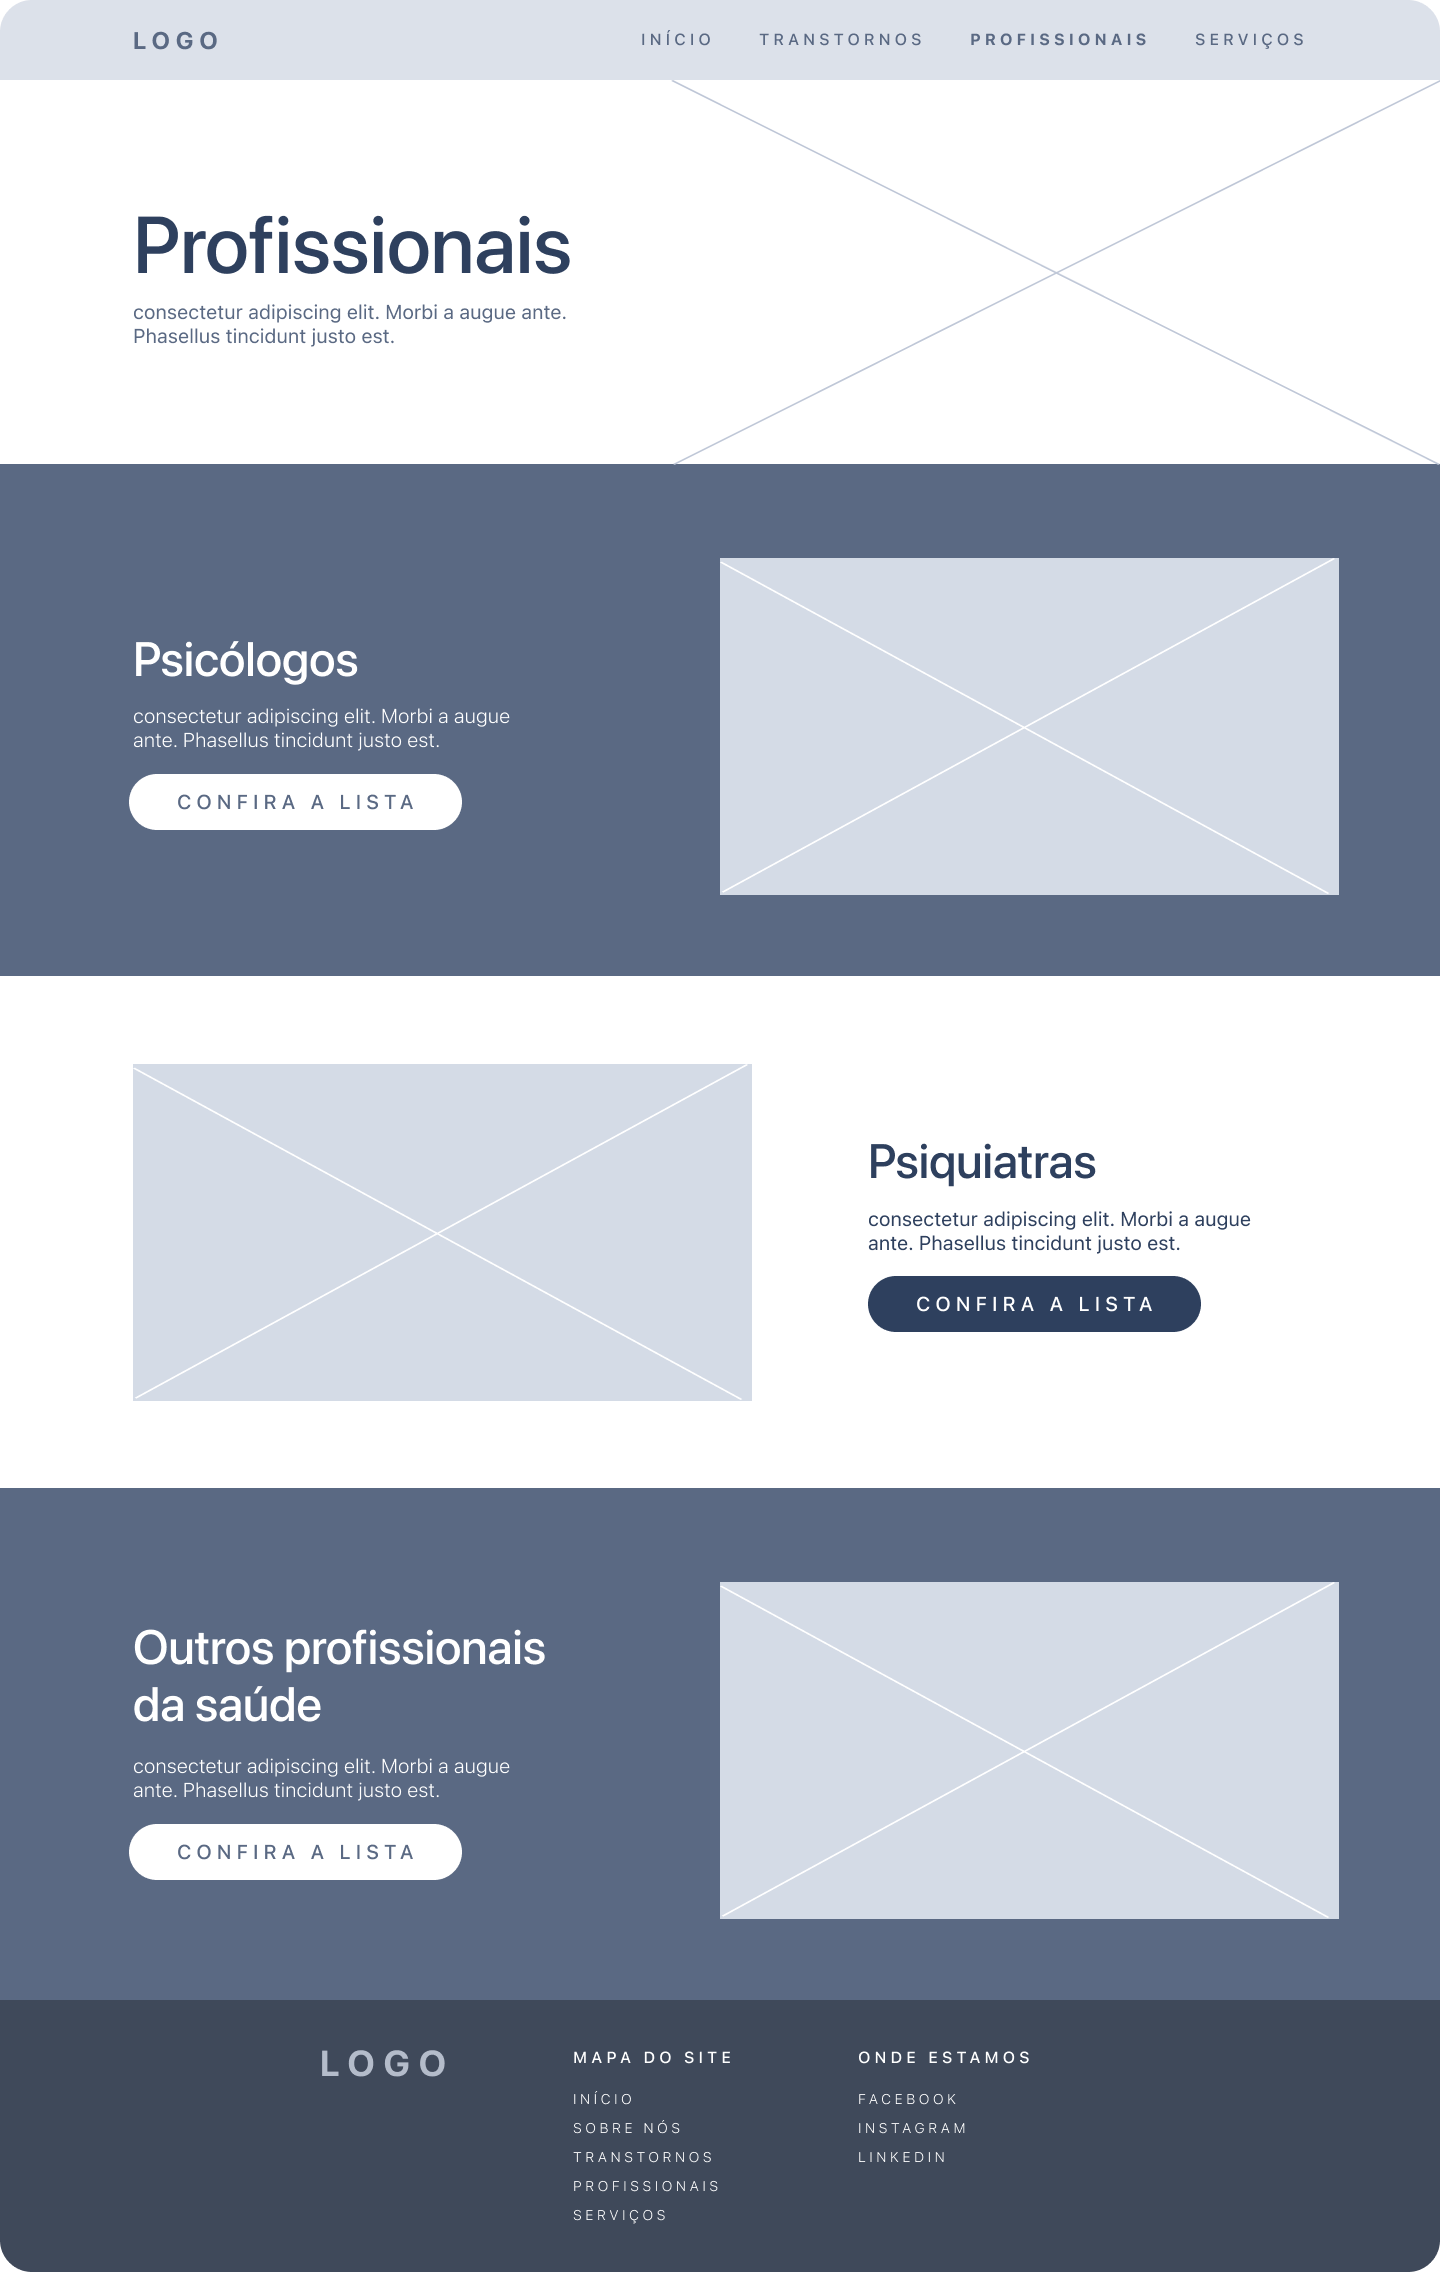 LOGO
INÍCIO TRANSTORNOS PROFISSIONAIS SERVIÇOS
Profissionais
consectetur adipiscing elit. Morbi a augue ante.
Phasellus tincidunt justo est.
Psicólogos
consectetur adipiscing elit. Morbi a augue
ante. Phasellus tincidunt justo est.
CONFIRA A LISTA
Psiquiatras
consectetur adipiscing elit. Morbi a augue
ante. Phasellus tincidunt justo est.
CONFIRA A LISTA
Outros profissionais
da saúde
consectetur adipiscing elit. Morbi a augue
ante. Phasellus tincidunt justo est.
CONFIRA A LISTA
LOGO
MAPA DO SITE
INÍCIO
SOBRE NÓS
TRANSTORNOS
PROFISSIONAIS
SERVIÇOS
ONDE ESTAMOS
FACEBOOK
INSTAGRAM
LINKEDIN